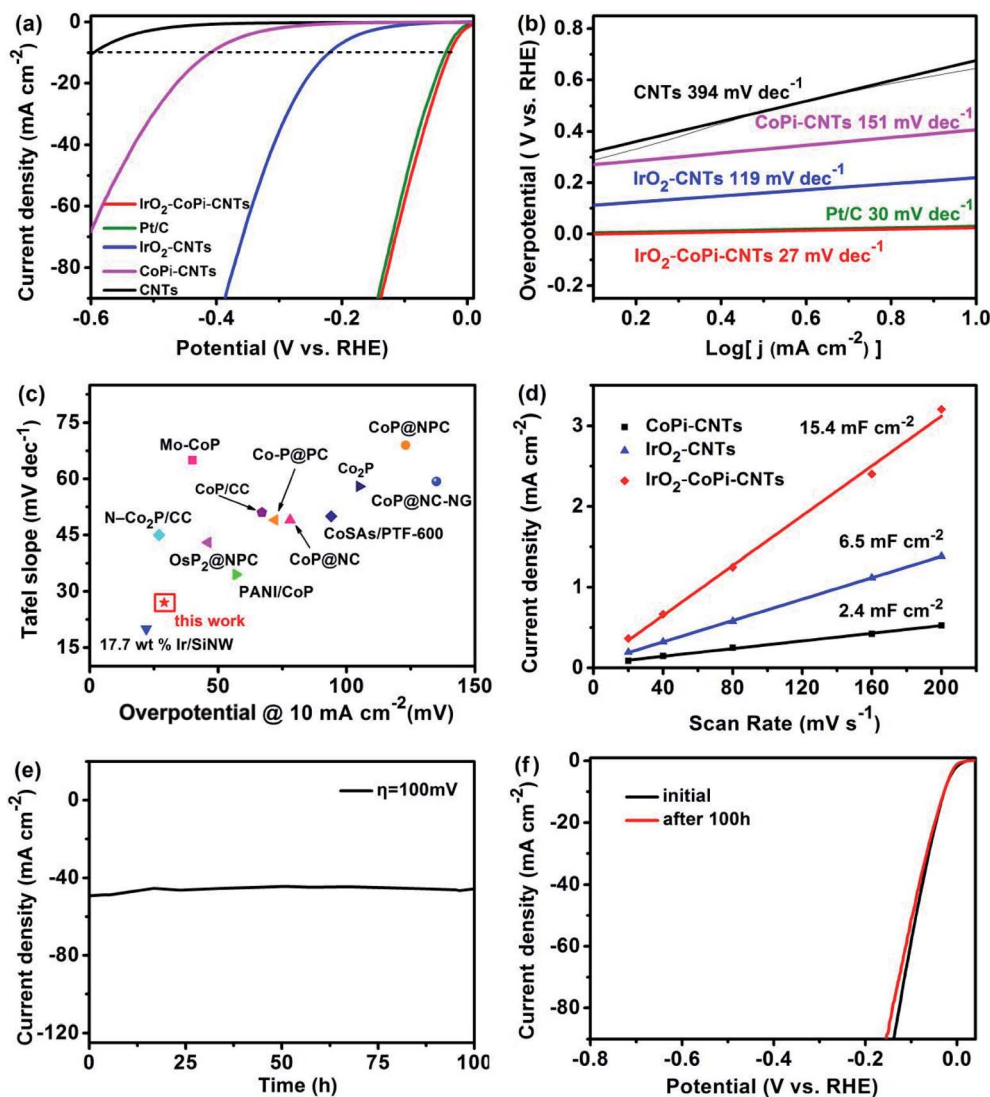 (a)
Current density (mA cm⁻²)
0
-20
-40
-60
-80
IrO₂-CoPi-CNTs
Pt/C
IrO₂-CNTs
CoPi-CNTs
CNTs
-0.6
-0.4
-0.2
0.0
Potential (V vs. RHE)
(b)
Overpotential ( V vs. RHE)
0.8
0.6
0.4
0.2
0.0
-0.2
CNTs 394 mV dec⁻¹
CoPi-CNTs 151 mV dec⁻¹
IrO₂-CNTs 119 mV dec⁻¹
Pt/C 30 mV dec⁻¹
IrO₂-CoPi-CNTs 27 mV dec⁻¹
0.2
0.4
0.6
0.8
1.0
Log[ j (mA cm⁻²) ]
(c)
Tafel slope (mV dec⁻¹)
75
60
45
30
15
CoP@NPC
Mo-CoP
Co-P@PC
Co₂P
CoP/CC
CoP@NC-NG
N–Co₂P/CC
CoSAs/PTF-600
OsP₂@NPC
CoP@NC
PANI/CoP
this work
17.7 wt % Ir/SiNW
0
50
100
150
Overpotential @ 10 mA cm⁻²(mV)
(d)
Current density (mA cm⁻²)
3
2
1
0
CoPi-CNTs
IrO₂-CNTs
IrO₂-CoPi-CNTs
15.4 mF cm⁻²
6.5 mF cm⁻²
2.4 mF cm⁻²
0
40
80
120
160
200
Scan Rate (mV s⁻¹)
(e)
Current density (mA cm⁻²)
0
-40
-80
-120
η=100mV
0
25
50
75
100
Time (h)
(f)
Current density (mA cm⁻²)
0
-20
-40
-60
-80
initial
after 100h
-0.8
-0.6
-0.4
-0.2
0.0
Potential (V vs. RHE)